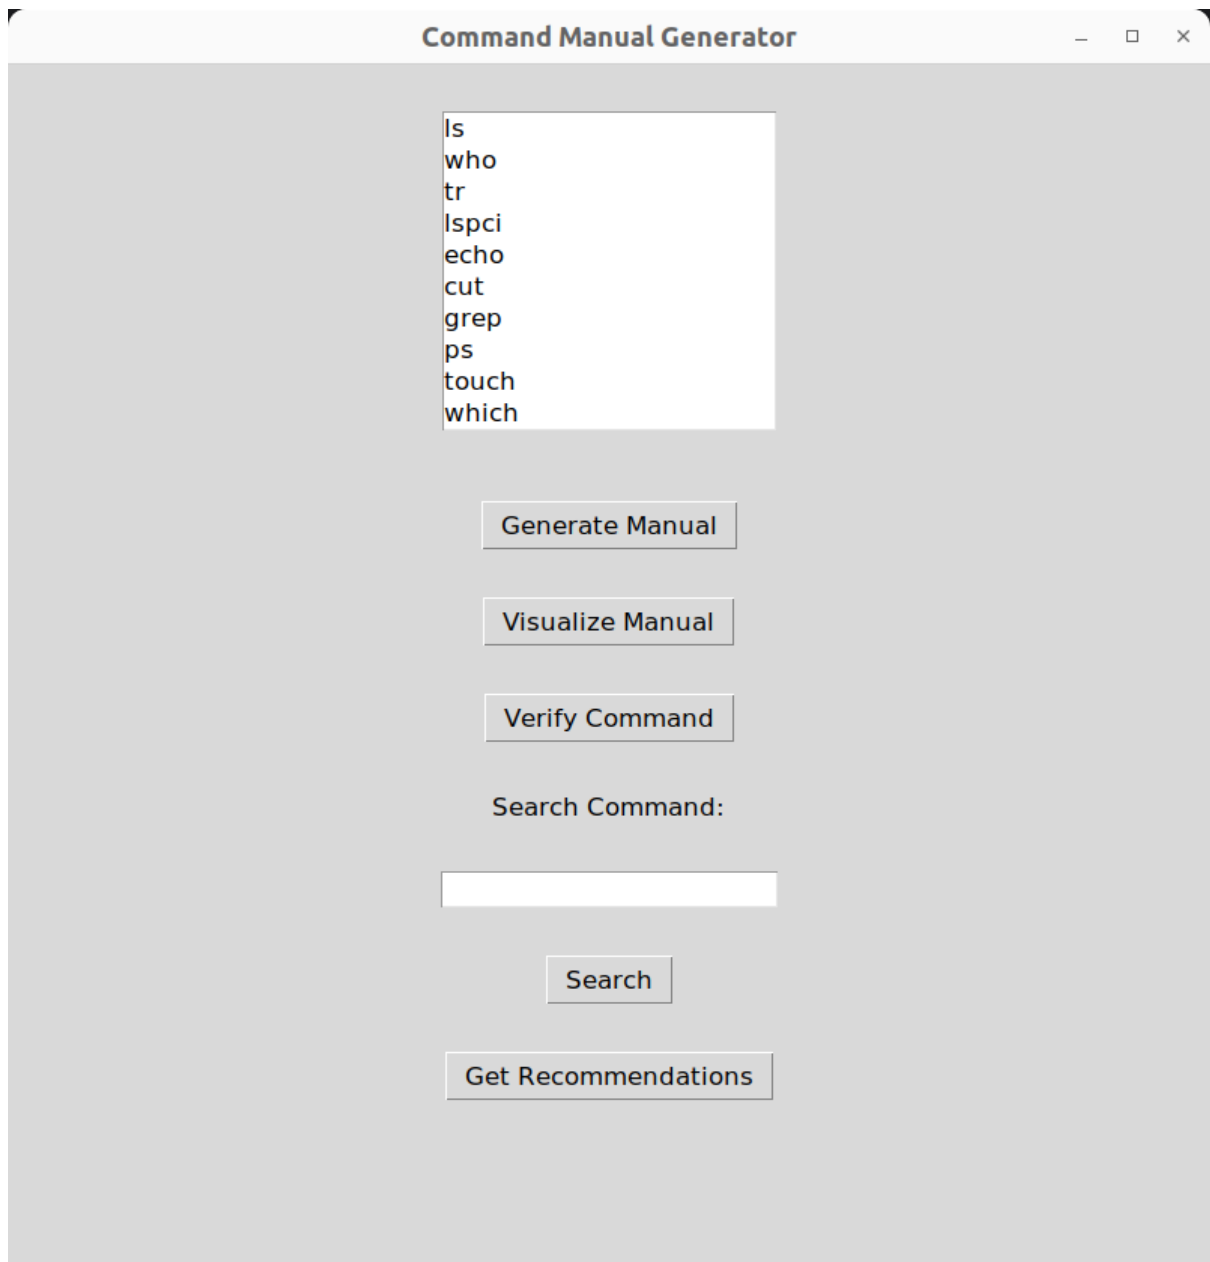 Command Manual Generator
ls
who
tr
lspci
echo
cut
grep
ps
touch
which
Generate Manual
Visualize Manual
Verify Command
Search Command:
Search
Get Recommendations